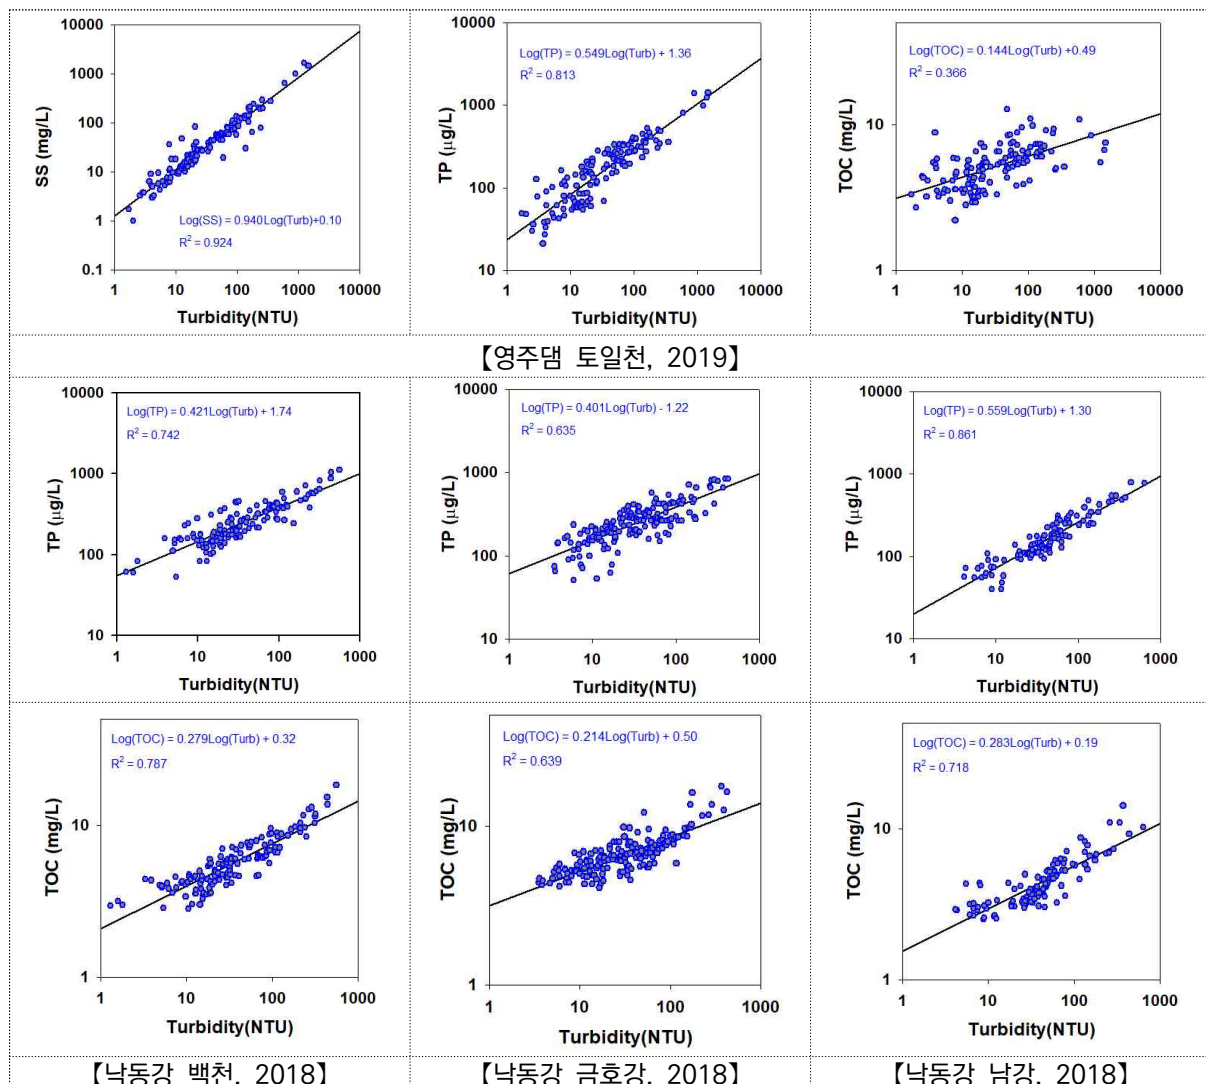 10000
1000
100
10
1
0.1
SS (mg/L)
Log(SS) = 0.940Log(Turb)+0.10
R² = 0.924
1 10 100 1000 10000
Turbidity(NTU)
10000
1000
100
10
TP (μg/L)
Log(TP) = 0.549Log(Turb) + 1.36
R² = 0.813
1 10 100 1000 10000
Turbidity(NTU)
10
1
TOC (mg/L)
Log(TOC) = 0.144Log(Turb) +0.49
R² = 0.366
1 10 100 1000 10000
Turbidity(NTU)
【영주댐 토일천, 2019】
10000
1000
100
10
TP (μg/L)
Log(TP) = 0.421Log(Turb) + 1.74
R² = 0.742
1 10 100 1000
Turbidity(NTU)
10000
1000
100
10
TP (μg/L)
Log(TP) = 0.401Log(Turb) - 1.22
R² = 0.635
1 10 100 1000
Turbidity(NTU)
10000
1000
100
10
TP (μg/L)
Log(TP) = 0.559Log(Turb) + 1.30
R² = 0.861
1 10 100 1000
Turbidity(NTU)
10
1
TOC (mg/L)
Log(TOC) = 0.279Log(Turb) + 0.32
R² = 0.787
1 10 100 1000
Turbidity(NTU)
10
1
TOC (mg/L)
Log(TOC) = 0.214Log(Turb) + 0.50
R² = 0.639
1 10 100 1000
Turbidity(NTU)
10
1
TOC (mg/L)
Log(TOC) = 0.283Log(Turb) + 0.19
R² = 0.718
1 10 100 1000
Turbidity(NTU)
【낙동강 백천, 2018】
【낙동강 금호강, 2018】
【낙동강 남강, 2018】